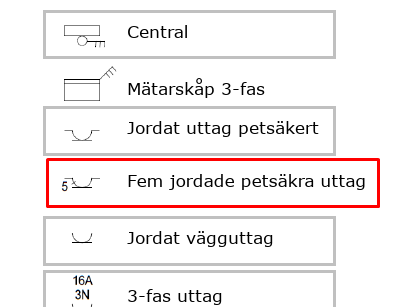 Central
Mätarskåp 3-fas
Jordat uttag petsäkert
5 Fem jordade petsäkra uttag
Jordat vägguttag
16A
3N 3-fas uttag